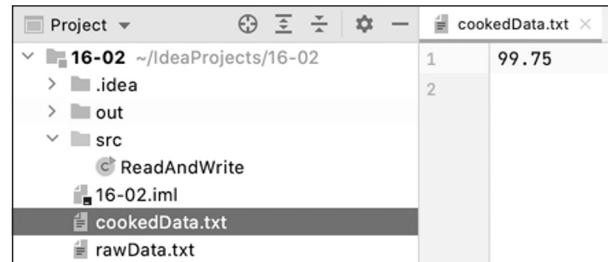 Project
16-02 ~/IdeaProjects/16-02
.idea
out
src
ReadAndWrite
16-02.iml
cookedData.txt
rawData.txt
cookedData.txt
1 99.75
2